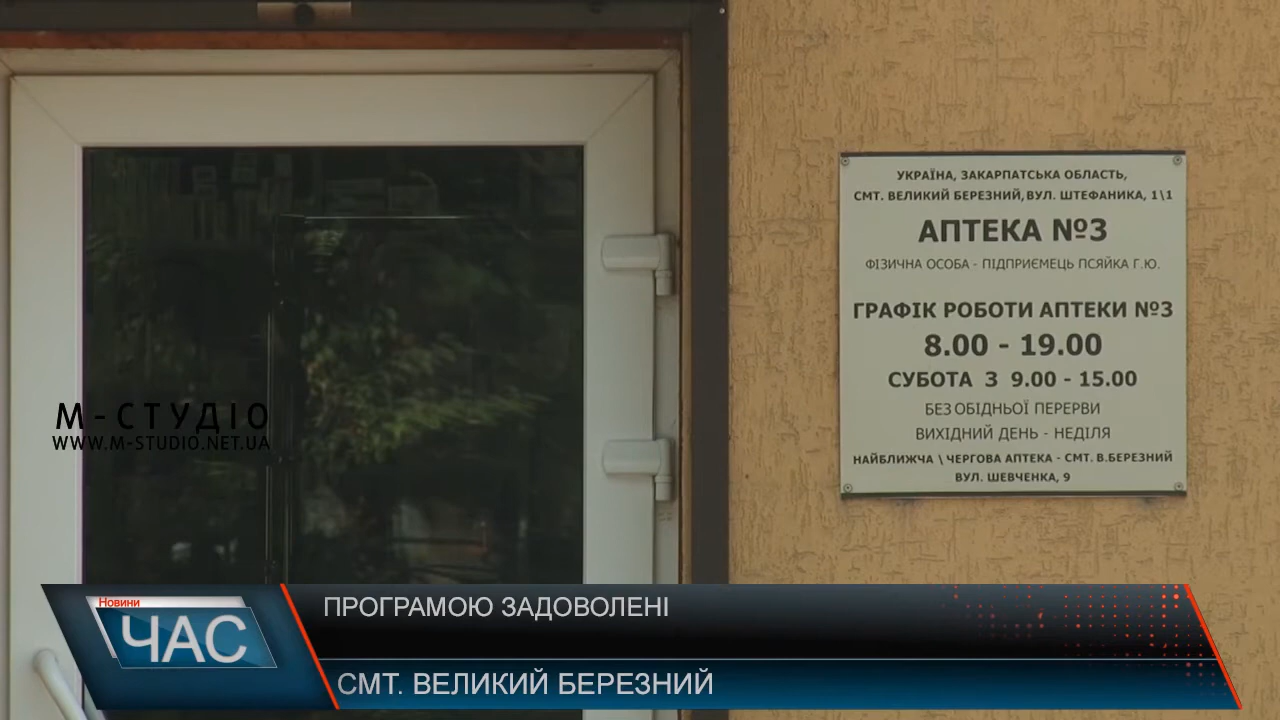 УКРАЇНА, ЗАКАРПАТСЬКА ОБЛАСТЬ,
СМТ. ВЕЛИКИЙ БЕРЕЗНИЙ, ВУЛ. ШТЕФАНИКА, 1\1
АПТЕКА №3
ФІЗИЧНА ОСОБА - ПІДПРИЄМЕЦЬ ПСЯЙКА Г.Ю.
ГРАФІК РОБОТИ АПТЕКИ №3
8.00 - 19.00
СУБОТА З 9.00 - 15.00
БЕЗ ОБІДНЬОЇ ПЕРЕРВИ
ВИХІДНИЙ ДЕНЬ - НЕДІЛЯ
НАЙБЛИЖЧА \ ЧЕРГОВА АПТЕКА - СМТ. В.БЕРЕЗНИЙ
ВУЛ. ШЕВЧЕНКА, 9
М-СТУДІО
WWW.M-STUDIO.NET.UA
Новини
ЧАС
ПРОГРАМОЮ ЗАДОВОЛЕНІ
СМТ. ВЕЛИКИЙ БЕРЕЗНИЙ